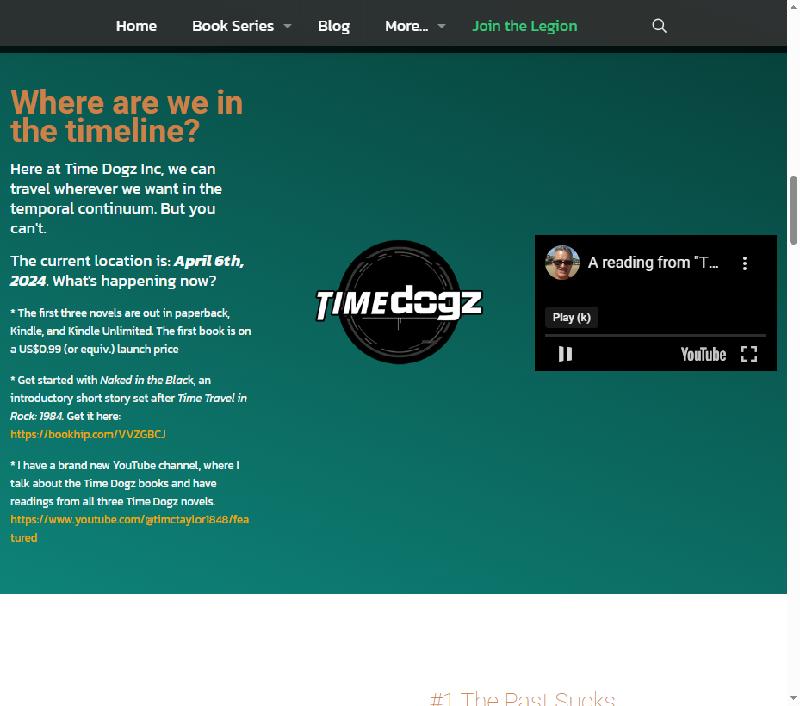 Home Book Series Blog More... Join the Legion
Where are we in
the timeline?
Here at Time Dogz Inc, we can
travel wherever we want in the
temporal continuum. But you
can't.
The current location is: April 6th,
2024. What's happening now?
* The first three novels are out in paperback,
Kindle, and Kindle Unlimited. The first book is on
a US$0.99 (or equiv.) launch price
* Get started with Naked in the Black, an
introductory short story set after Time Travel in
Rock: 1984. Get it here:
https://bookhip.com/VVZGBCJ
* I have a brand new YouTube channel, where I
talk about the Time Dogz books and have
readings from all three Time Dogz novels.
https://www.youtube.com/@timctaylor1848/fea
tured
TIMEdogz
A reading from "T...
Play (k)
YouTube
#1 The Past Sucks